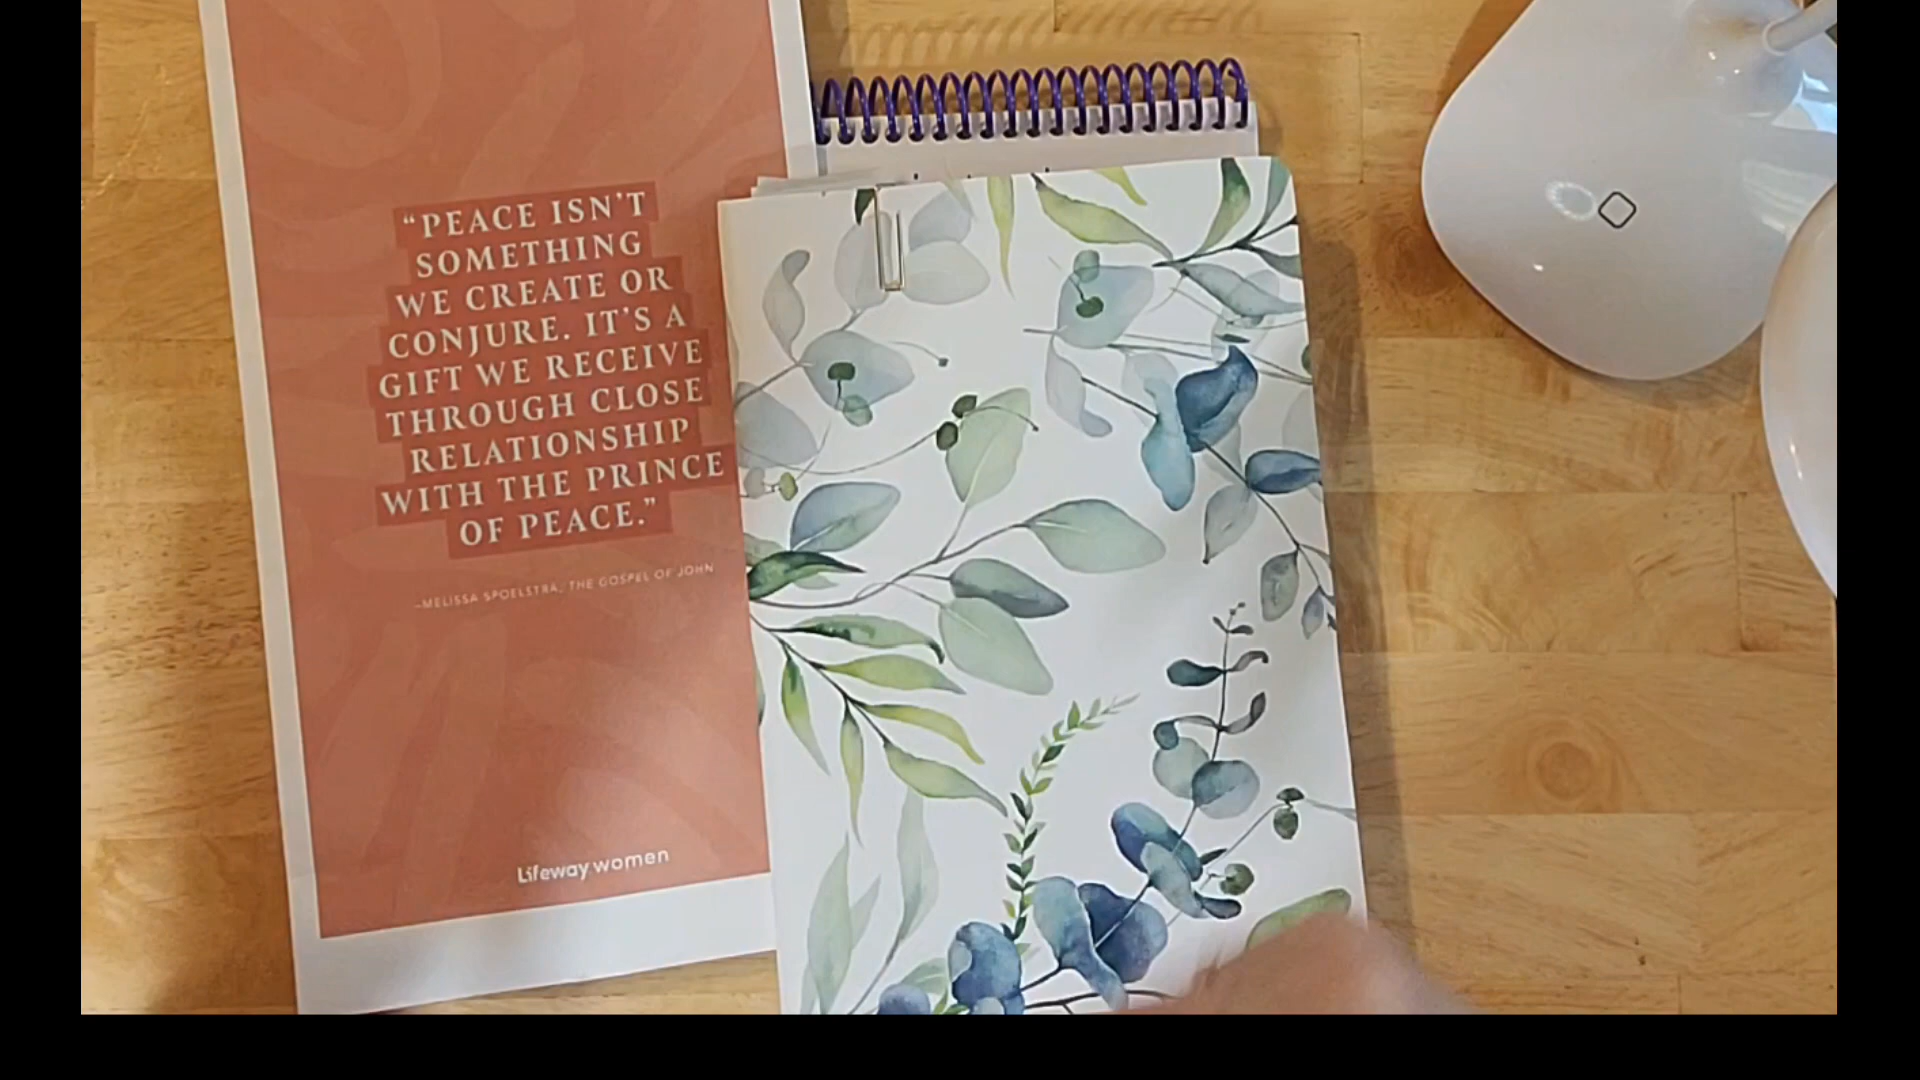 “PEACE ISN’T
SOMETHING
WE CREATE OR
CONJURE. IT’S A
GIFT WE RECEIVE
THROUGH CLOSE
RELATIONSHIP
WITH THE PRINCE
OF PEACE.”
–MELISSA SPOELSTRA, THE GOSPEL OF JOHN
Lifeway women